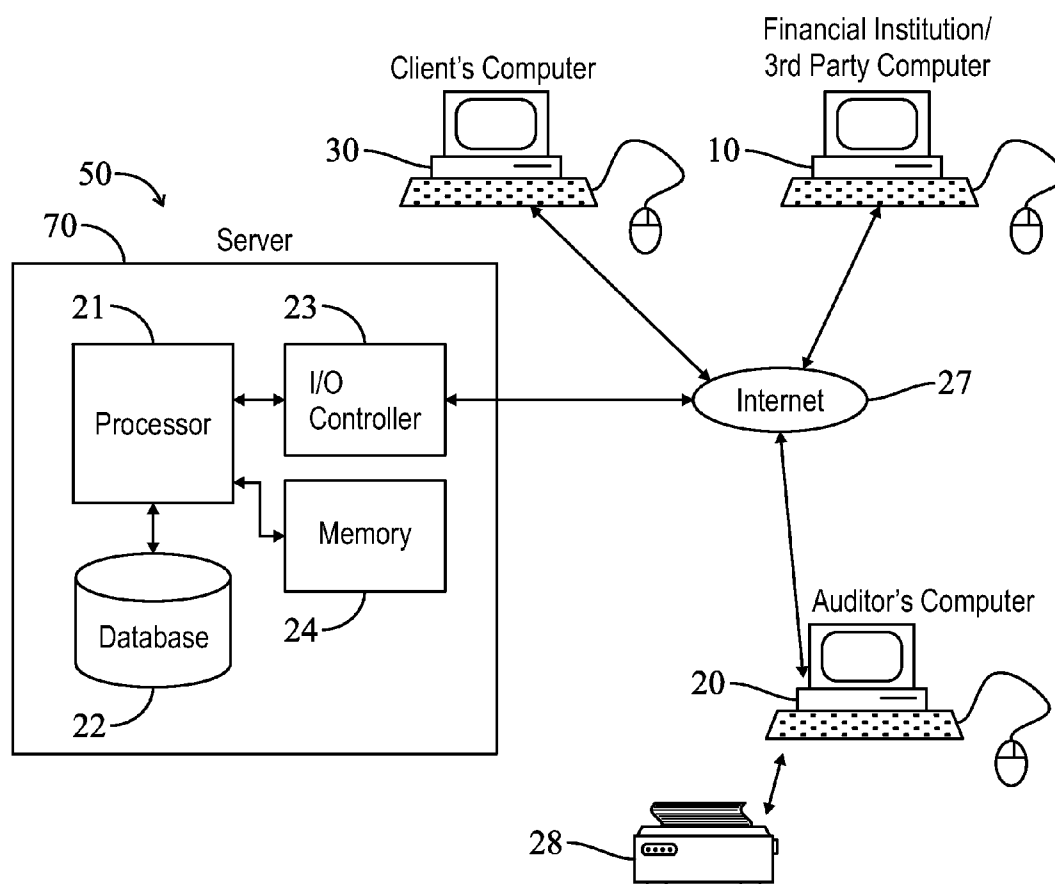 Financial Institution/
3rd Party Computer
Client's Computer
30
10
50
70
Server
21
23
Processor
I/O
Controller
Internet
27
Memory
24
Database
22
Auditor's Computer
20
28